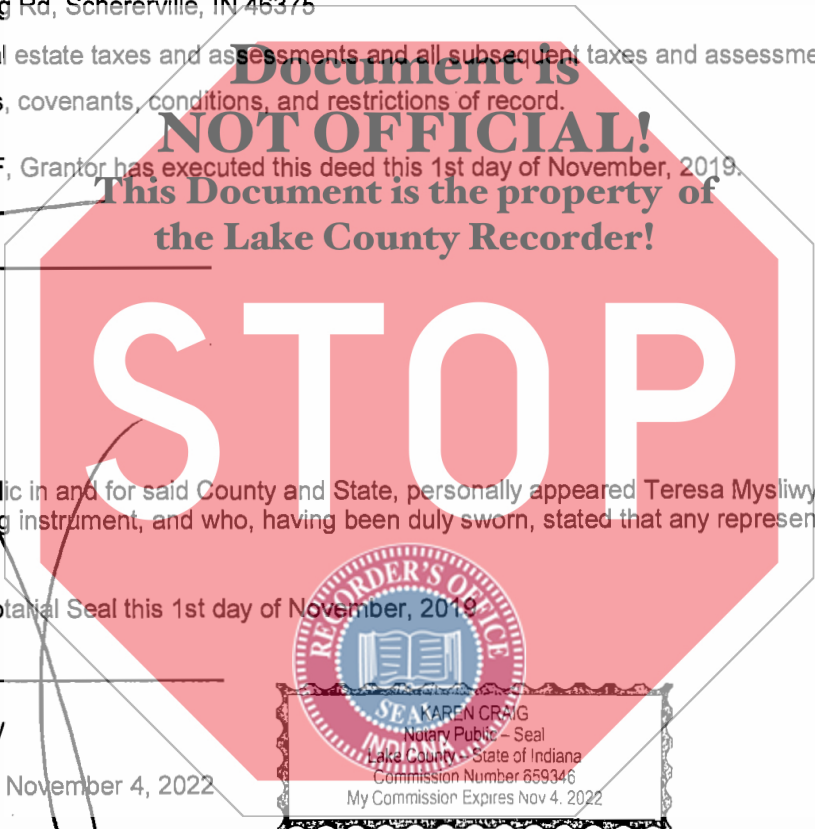 g Rd, Schererville, IN 46375
l estate taxes and assessments and all subsequent taxes and assessme
Document is
s, covenants, conditions, and restrictions of record.
NOT OFFICIAL!
F, Grantor has executed this deed this 1st day of November, 2019.
This Document is the property of
the Lake County Recorder!
STOP
lic in and for said County and State, personally appeared Teresa Mysliwy
g instrument, and who, having been duly sworn, stated that any represen
otarial Seal this 1st day of November, 2019
RECORDER'S OFFICE
SEAL
INDIANA
KAREN CRAIG
Notary Public – Seal
Lake County – State of Indiana
Commission Number 659346
My Commission Expires Nov 4, 2022
y
November 4, 2022